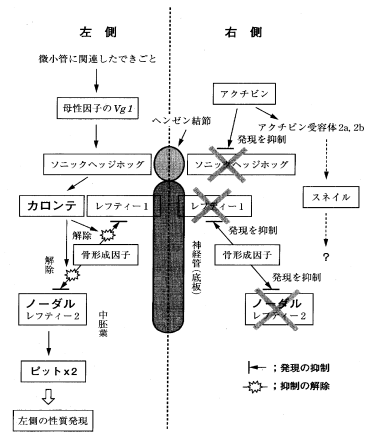 左側
右側
微小管に関連したできごと
母性因子のVg1
ヘンゼン結節
アクチビン
発現を抑制
アクチビン受容体2a, 2b
ソニックヘッジホッグ
ソニックヘッジホッグ
カロンテ
レフティー1
レフティー1
スネイル
解除
解除
骨形成因子
神経管(底板)
発現を抑制
骨形成因子
発現を抑制
?
ノーダル
レフティー2
中胚葉
ノーダル
レフティー2
ピットx2
左側の性質発現
;発現の抑制
;抑制の解除